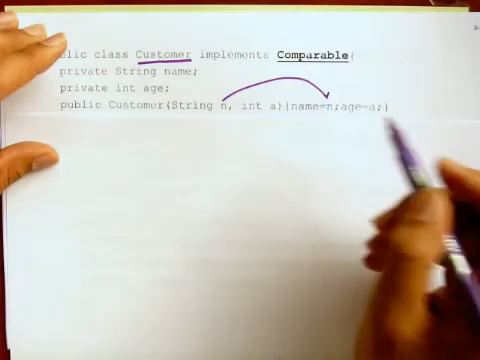 blic class Customer implements Comparable{
private String name;
private int age;
public Customer(String n, int a){name=n;age=a;}